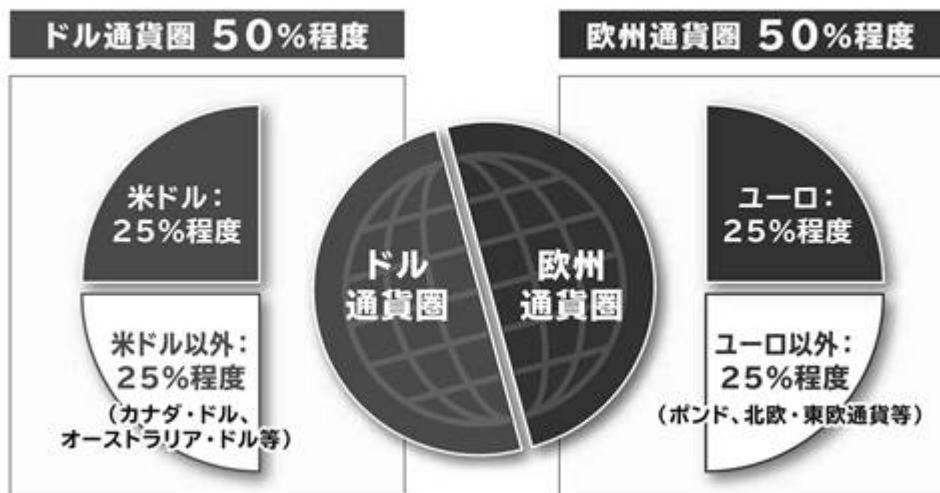 ドル通貨圏 50%程度
欧州通貨圏 50%程度
米ドル:
25%程度
米ドル以外:
25%程度
(カナダ・ドル、
オーストラリア・ドル等)
ドル
通貨圏
欧州
通貨圏
ユーロ:
25%程度
ユーロ以外:
25%程度
(ポンド、北欧・東欧通貨等)